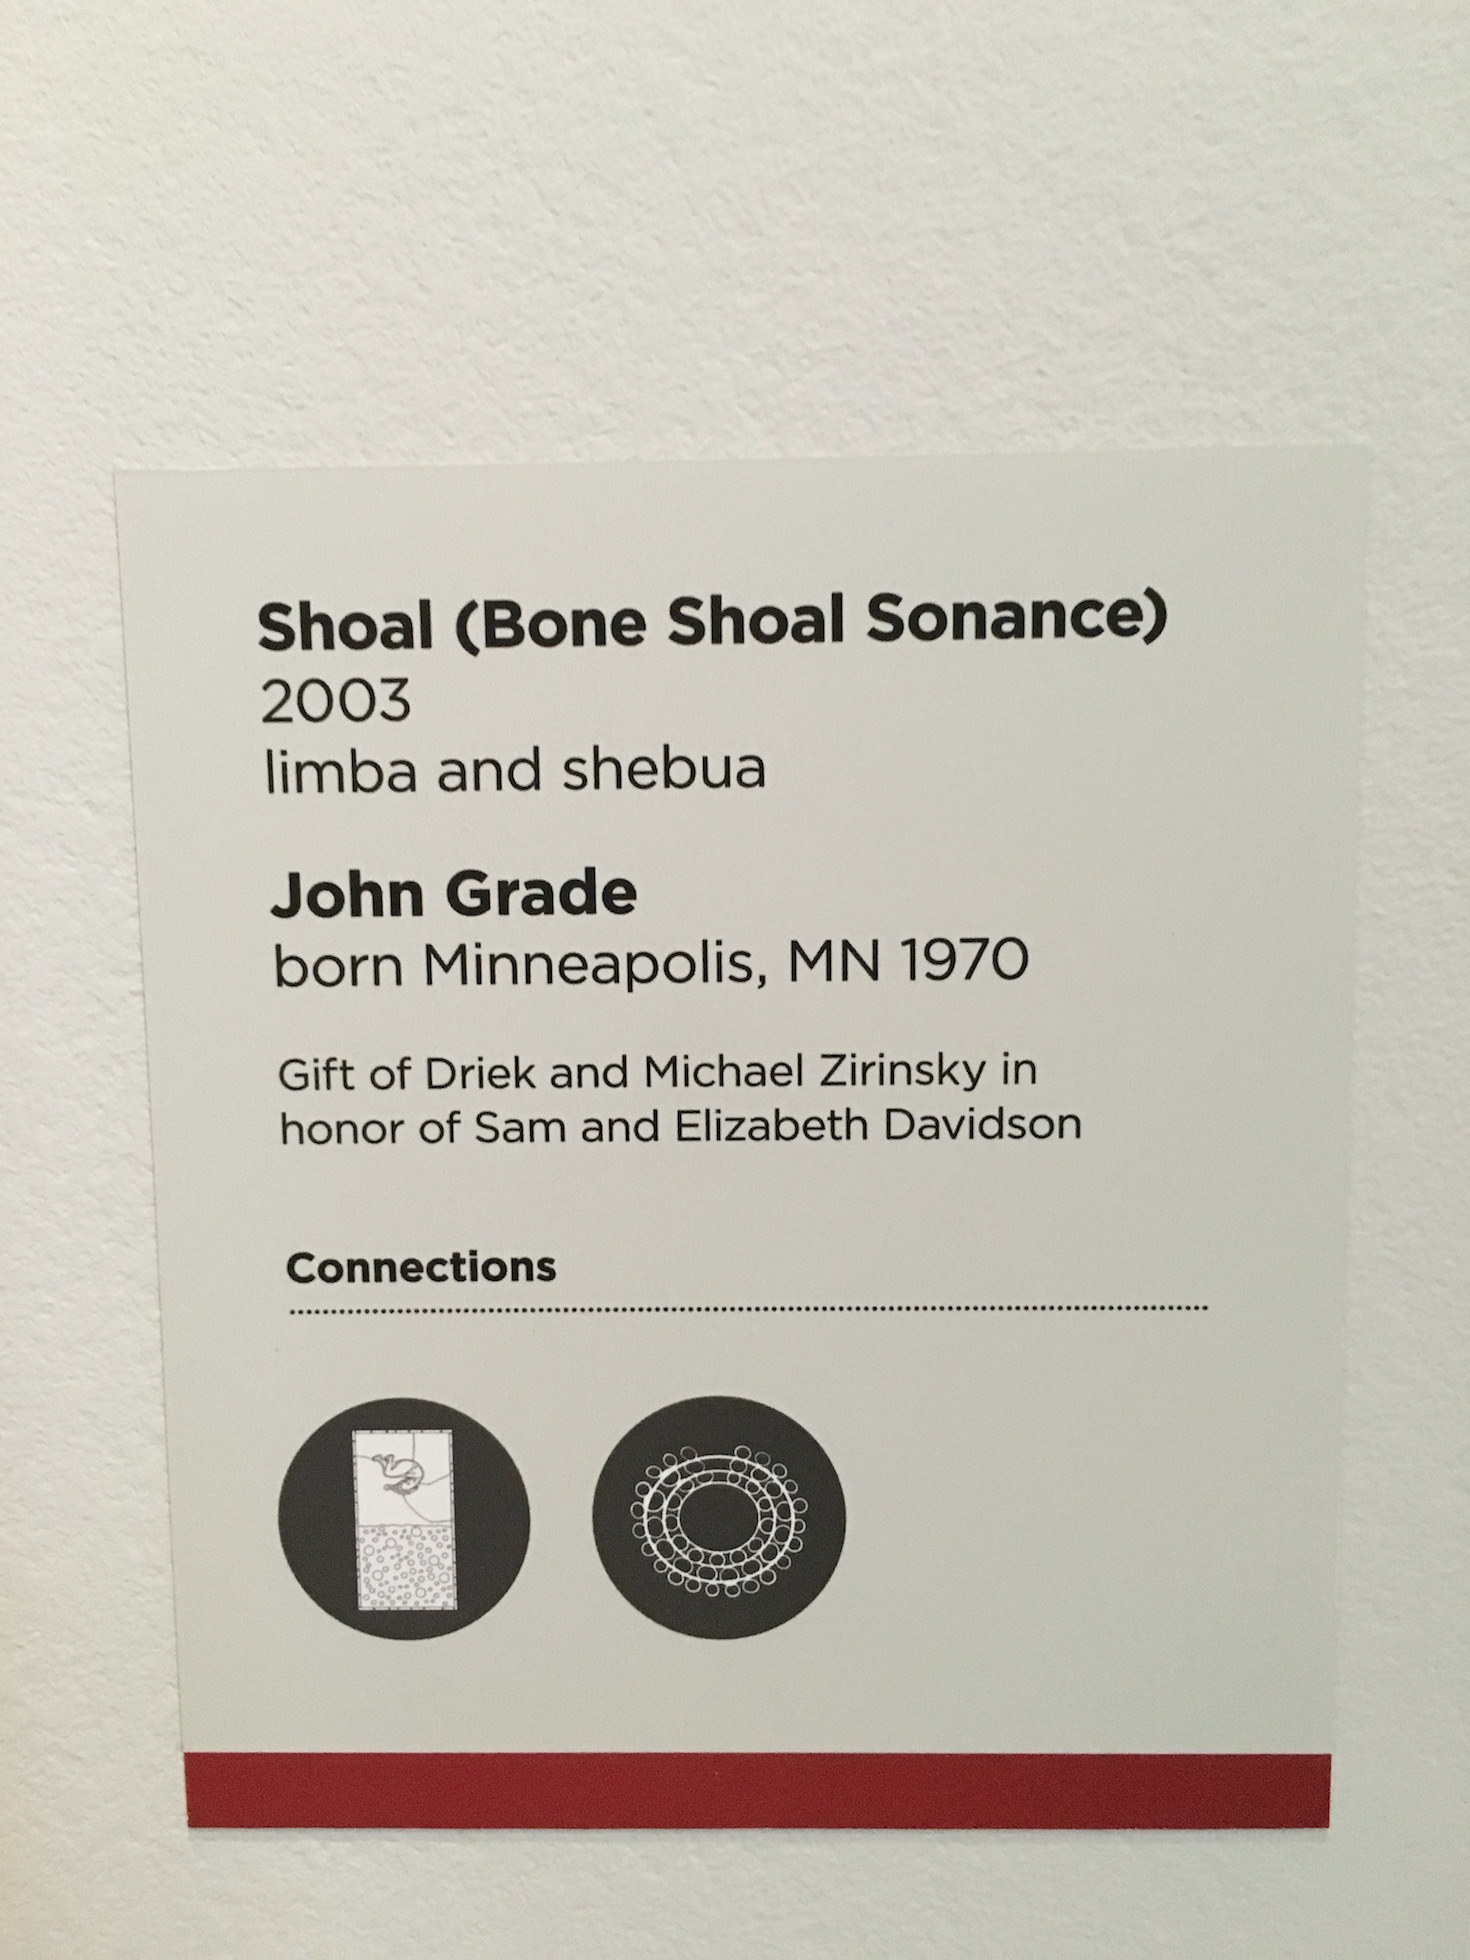 Shoal (Bone Shoal Sonance)
2003
limba and shebua
John Grade
born Minneapolis, MN 1970
Gift of Driek and Michael Zirinsky in
honor of Sam and Elizabeth Davidson
Connections